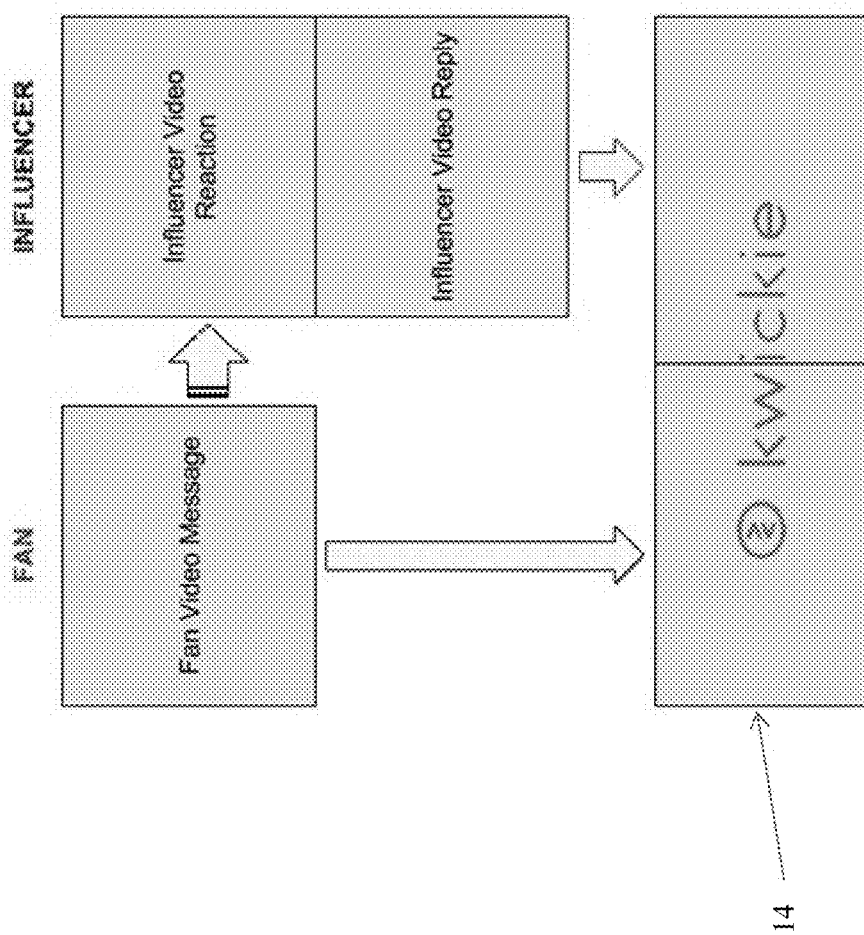 FAN
INFLUENCER
Fan Video Message
Influencer Video
Reaction
Influencer Video Reply
kwickie
14